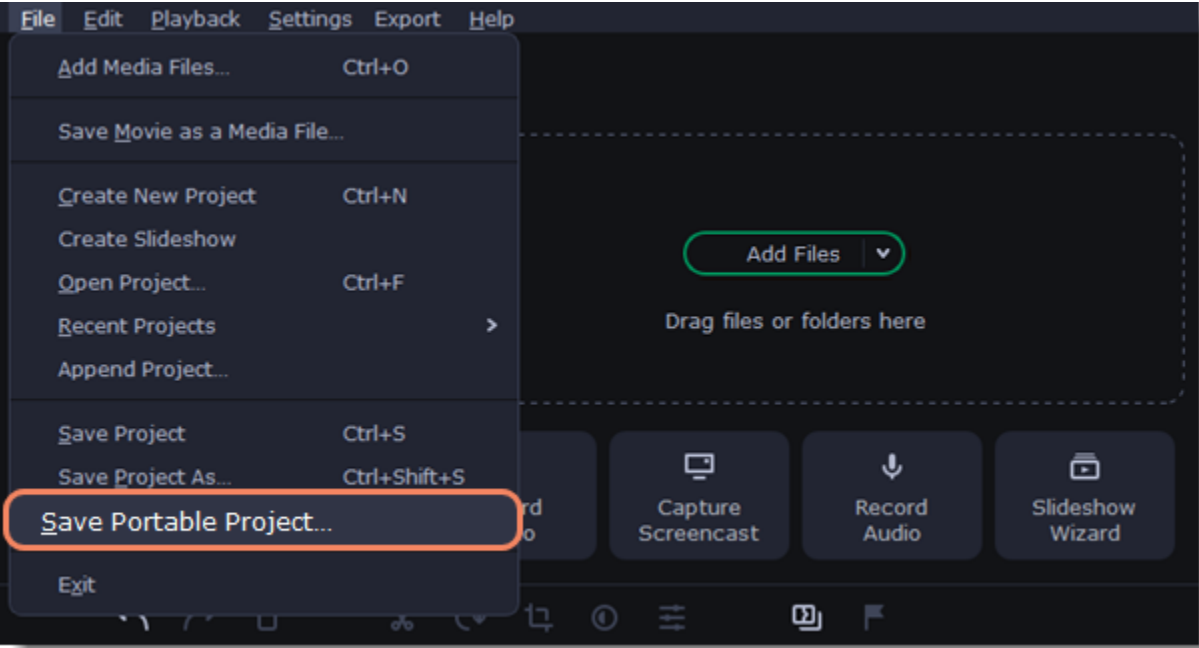 File Edit Playback Settings Export Help
Add Media Files... Ctrl+O
Save Movie as a Media File...
Create New Project Ctrl+N
Create Slideshow
Open Project... Ctrl+F
Recent Projects
Append Project...
Save Project Ctrl+S
Save Project As... Ctrl+Shift+S
Save Portable Project...
Exit
Add Files
Drag files or folders here
Capture
Screencast
Record
Audio
Slideshow
Wizard